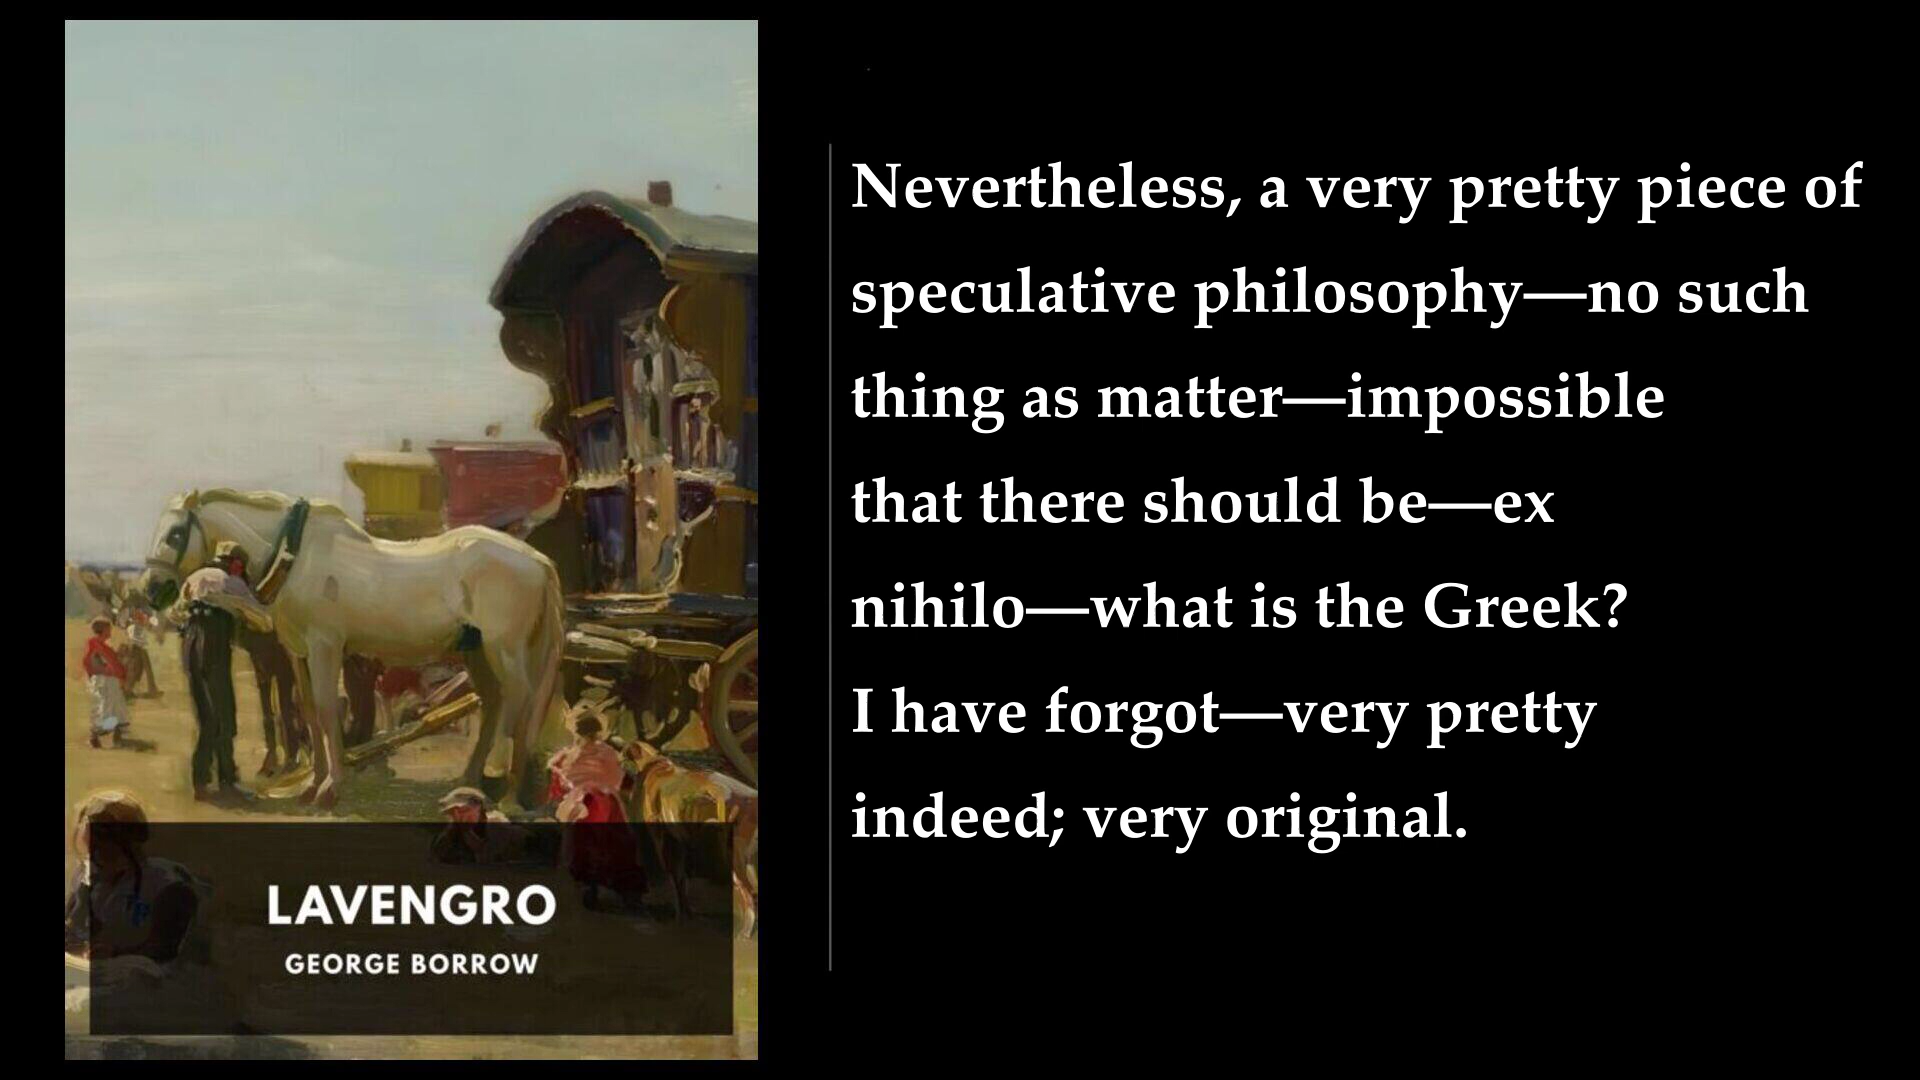 LAVENGRO
GEORGE BORROW
Nevertheless, a very pretty piece of
speculative philosophy—no such
thing as matter—impossible
that there should be—ex
nihilo—what is the Greek?
I have forgot—very pretty
indeed; very original.